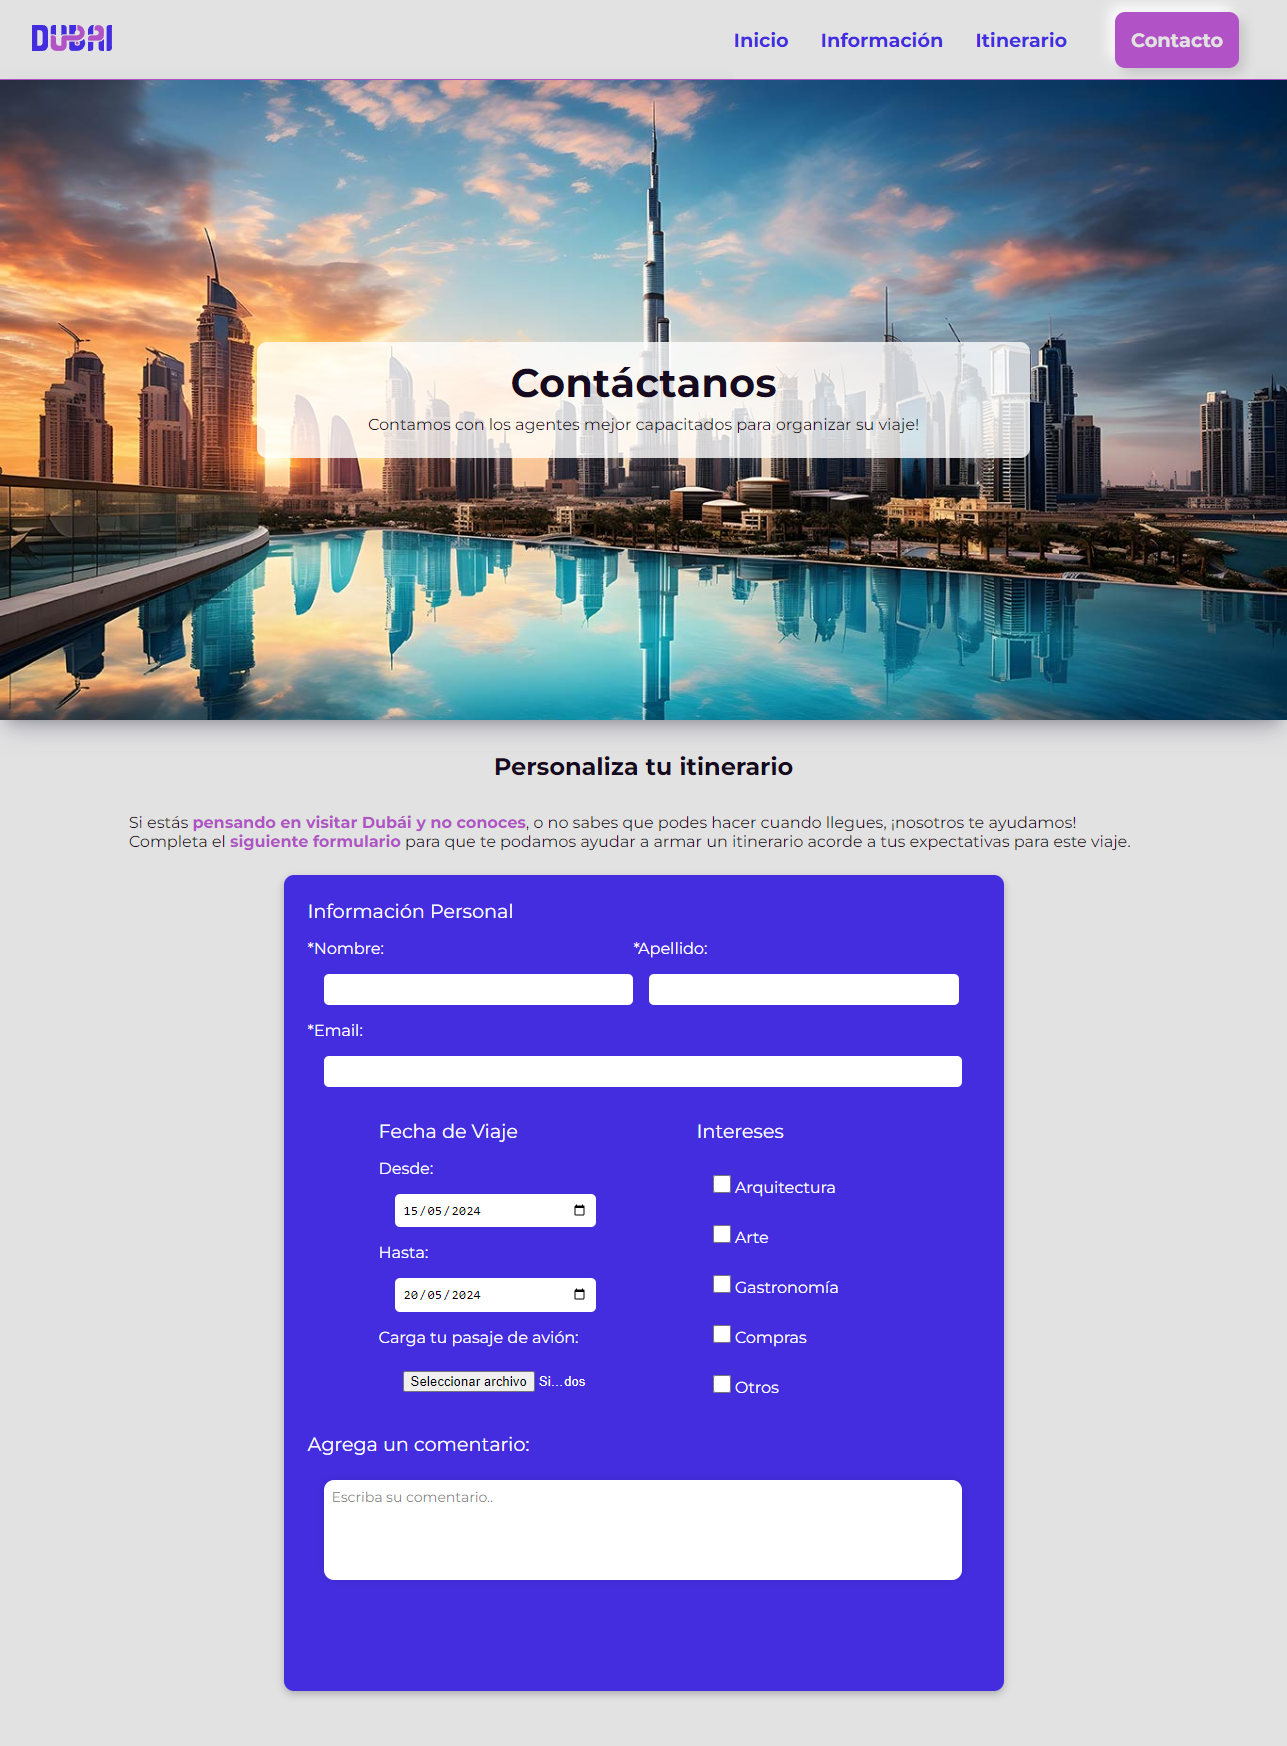 DUBAI
Inicio
Información
Itinerario
Contacto
Contáctanos
Contamos con los agentes mejor capacitados para organizar su viaje!
Personaliza tu itinerario
Si estás pensando en visitar Dubái y no conoces, o no sabes que podes hacer cuando llegues, ¡nosotros te ayudamos!
Completa el siguiente formulario para que te podamos ayudar a armar un itinerario acorde a tus expectativas para este viaje.
Información Personal
*Nombre:
*Apellido:
*Email:
Fecha de Viaje
Desde:
15/05/2024
Hasta:
20/05/2024
Carga tu pasaje de avión:
Seleccionar archivo Si...dos
Intereses
Arquitectura
Arte
Gastronomía
Compras
Otros
Agrega un comentario:
Escriba su comentario..